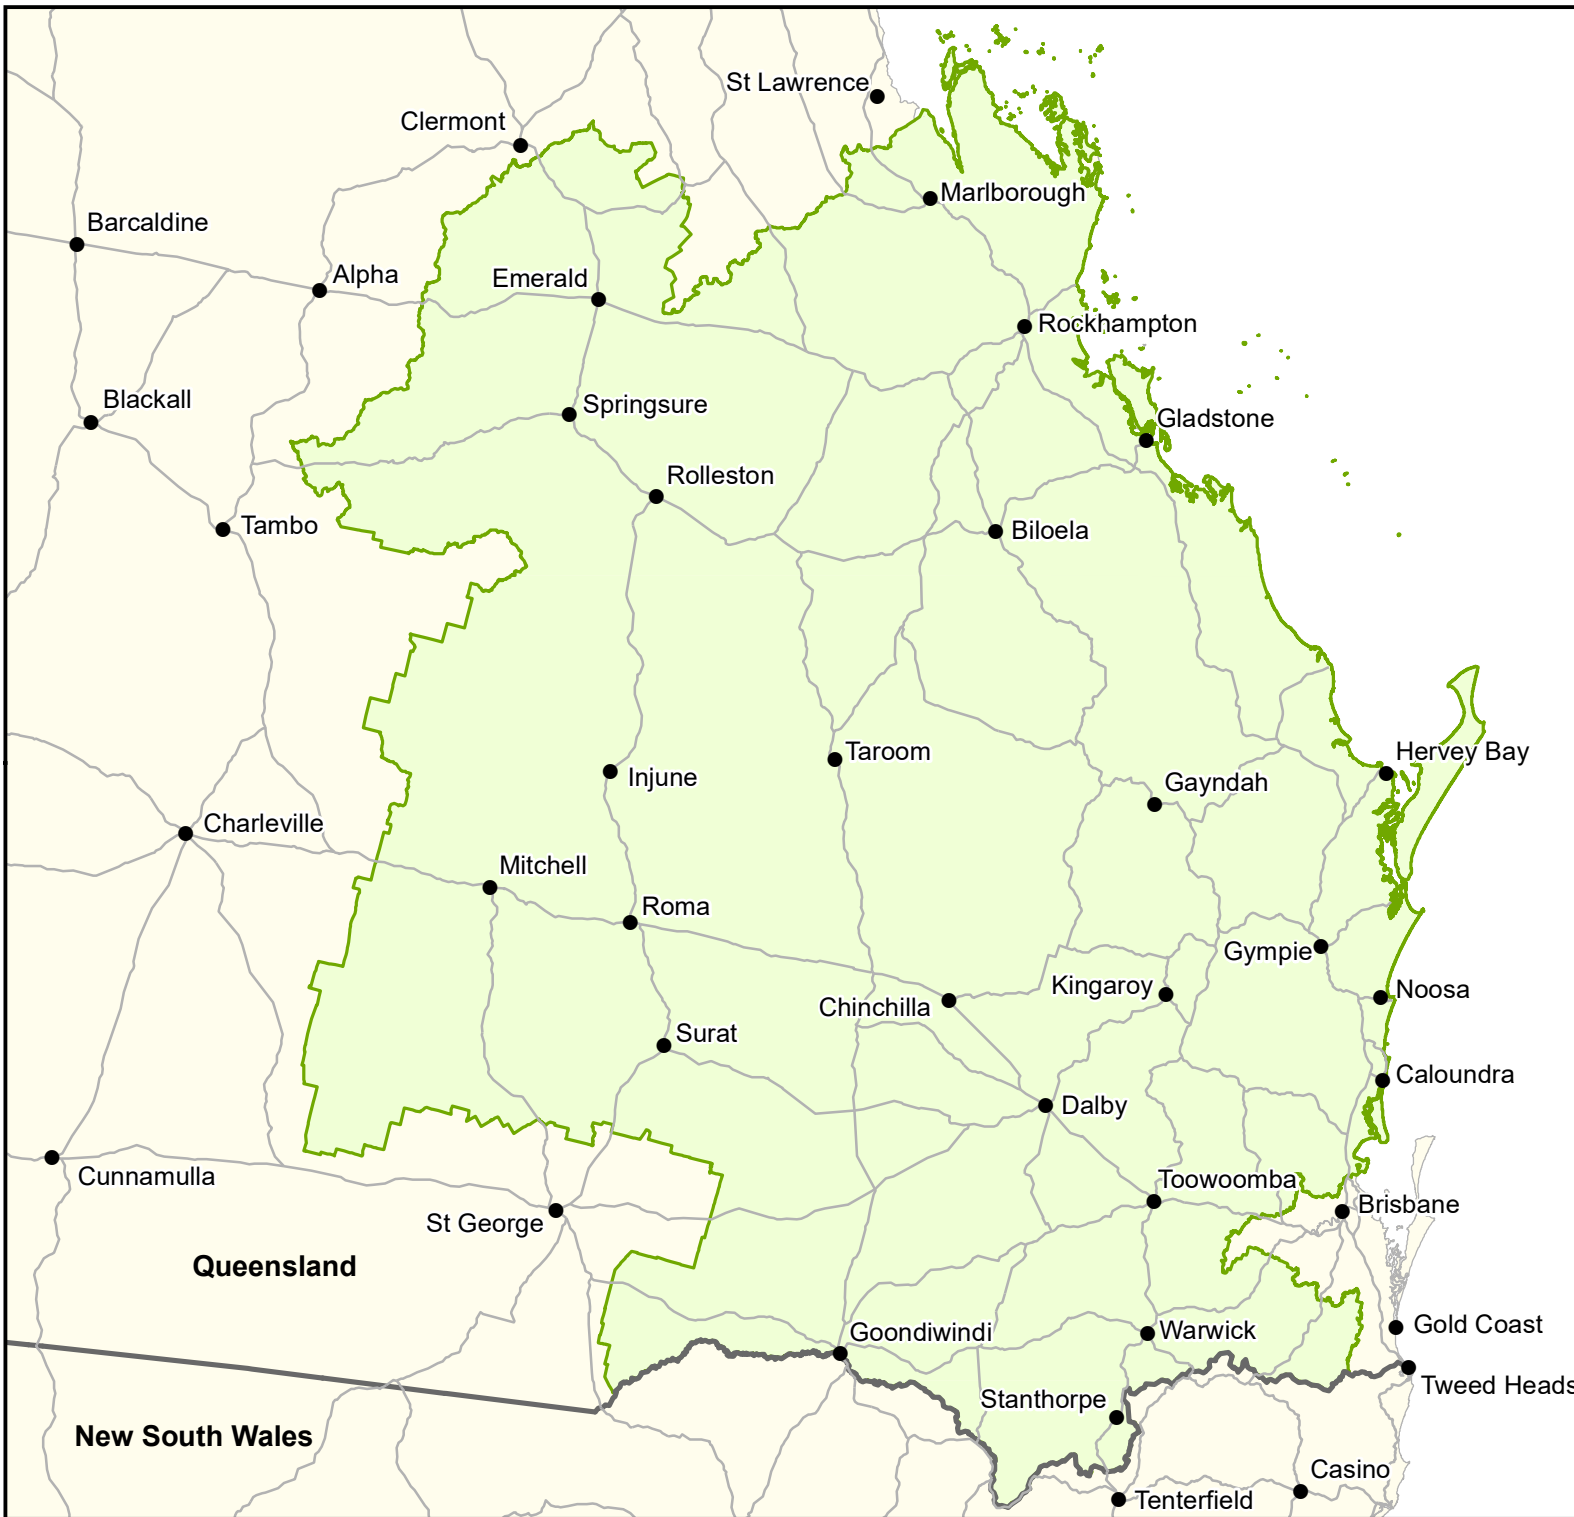 St Lawrence
Clermont
Marlborough
Barcaldine
Alpha
Emerald
Rockhampton
Blackall
Springsure
Gladstone
Rolleston
Tambo
Biloela
Taroom
Hervey Bay
Injune
Gayndah
Charleville
Mitchell
Roma
Gympie
Kingaroy
Noosa
Chinchilla
Surat
Caloundra
Dalby
Cunnamulla
Toowoomba
Brisbane
St George
Queensland
Goondiwindi
Warwick
Gold Coast
Tweed Heads
Stanthorpe
New South Wales
Casino
Tenterfield